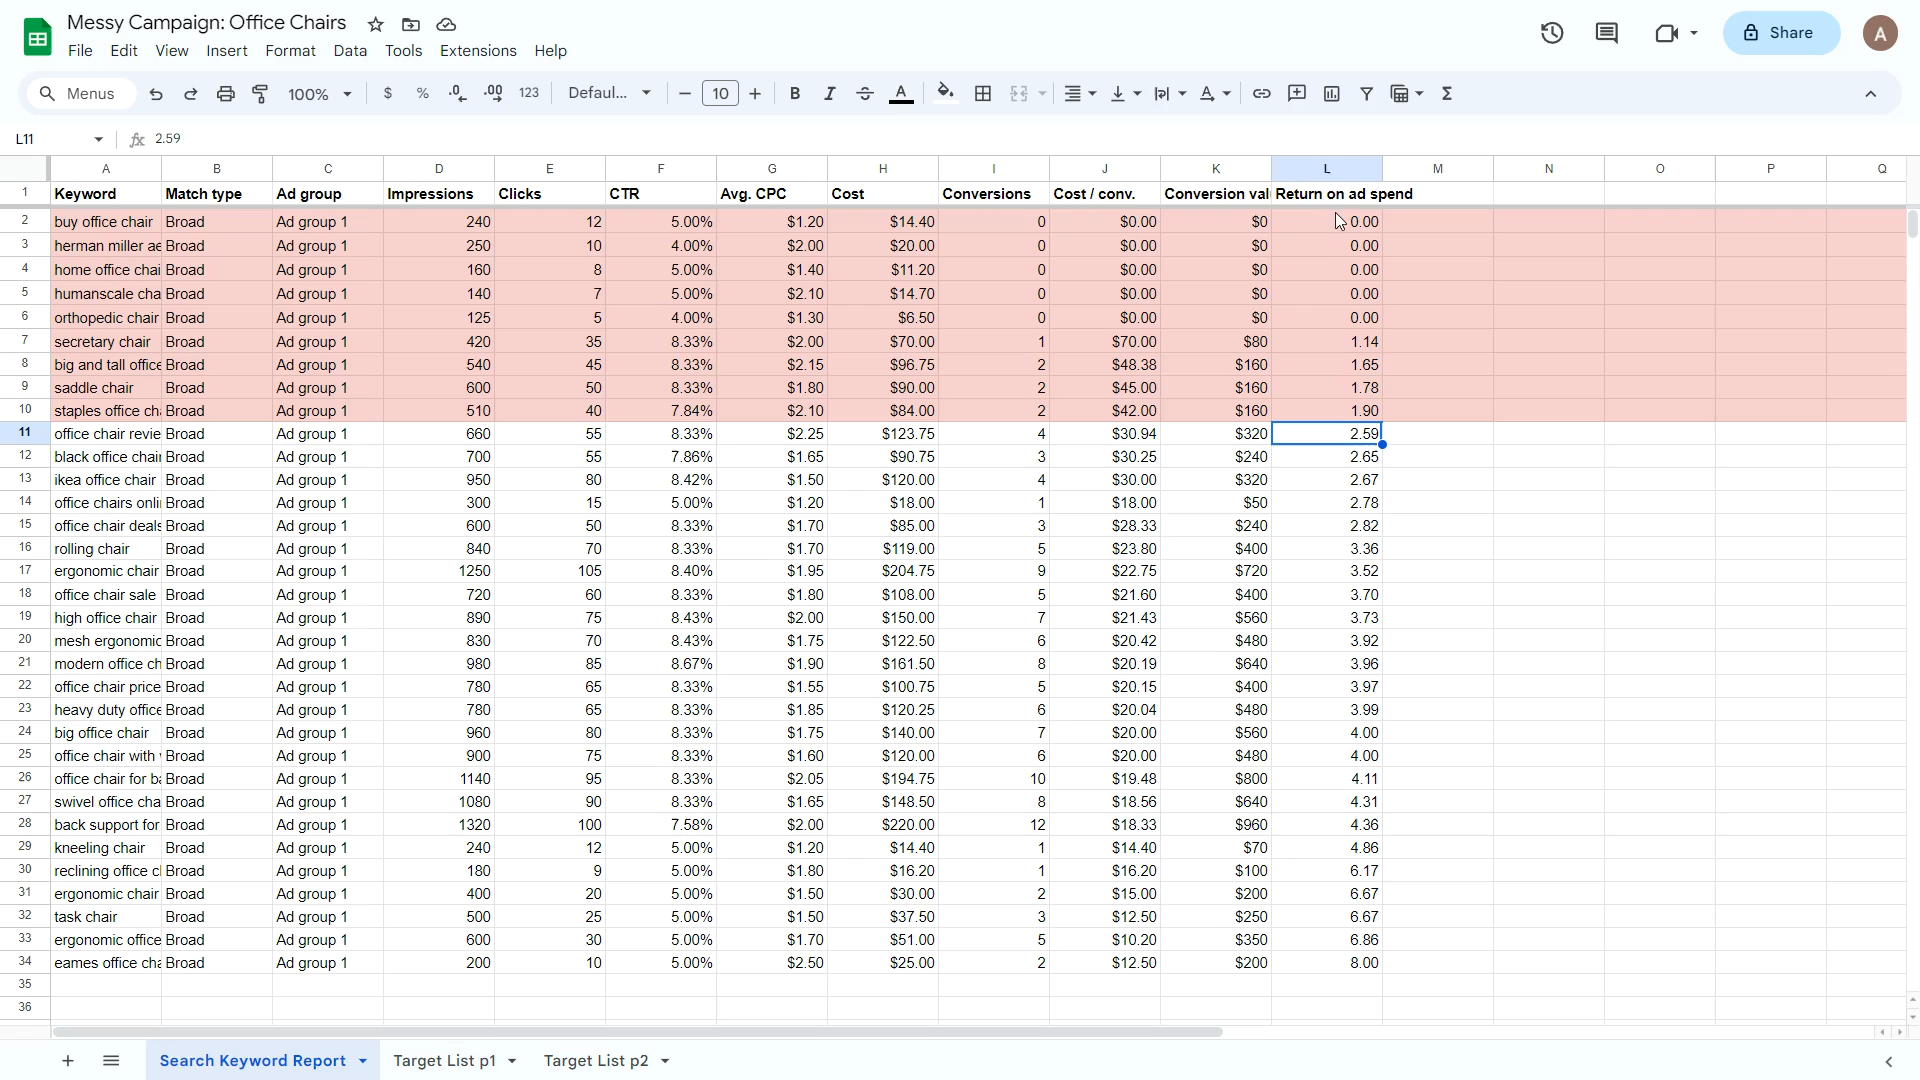 Messy Campaign: Office Chairs
File Edit View Insert Format Data Tools Extensions Help
Share
A
Menus 100% $ % .0 .00 123 Defaul... 10 B I A
L11 2.59
A B C D E F G H I J K L M N O P Q
1 Keyword Match type Ad group Impressions Clicks CTR Avg. CPC Cost Conversions Cost / conv. Conversion val Return on ad spend
2 buy office chair Broad Ad group 1 240 12 5.00% $1.20 $14.40 0 $0.00 $0 0.00
3 herman miller ae Broad Ad group 1 250 10 4.00% $2.00 $20.00 0 $0.00 $0 0.00
4 home office chai Broad Ad group 1 160 8 5.00% $1.40 $11.20 0 $0.00 $0 0.00
5 humanscale cha Broad Ad group 1 140 7 5.00% $2.10 $14.70 0 $0.00 $0 0.00
6 orthopedic chair Broad Ad group 1 125 5 4.00% $1.30 $6.50 0 $0.00 $0 0.00
7 secretary chair Broad Ad group 1 420 35 8.33% $2.00 $70.00 1 $70.00 $80 1.14
8 big and tall office Broad Ad group 1 540 45 8.33% $2.15 $96.75 2 $48.38 $160 1.65
9 saddle chair Broad Ad group 1 600 50 8.33% $1.80 $90.00 2 $45.00 $160 1.78
10 staples office ch Broad Ad group 1 510 40 7.84% $2.10 $84.00 2 $42.00 $160 1.90
11 office chair revie Broad Ad group 1 660 55 8.33% $2.25 $123.75 4 $30.94 $320 2.59
12 black office chair Broad Ad group 1 700 55 7.86% $1.65 $90.75 3 $30.25 $240 2.65
13 ikea office chair Broad Ad group 1 950 80 8.42% $1.50 $120.00 4 $30.00 $320 2.67
14 office chairs onli Broad Ad group 1 300 15 5.00% $1.20 $18.00 1 $18.00 $50 2.78
15 office chair deals Broad Ad group 1 600 50 8.33% $1.70 $85.00 3 $28.33 $240 2.82
16 rolling chair Broad Ad group 1 840 70 8.33% $1.70 $119.00 5 $23.80 $400 3.36
17 ergonomic chair Broad Ad group 1 1250 105 8.40% $1.95 $204.75 9 $22.75 $720 3.52
18 office chair sale Broad Ad group 1 720 60 8.33% $1.80 $108.00 5 $21.60 $400 3.70
19 high office chair Broad Ad group 1 890 75 8.43% $2.00 $150.00 7 $21.43 $560 3.73
20 mesh ergonomic Broad Ad group 1 830 70 8.43% $1.75 $122.50 6 $20.42 $480 3.92
21 modern office ch Broad Ad group 1 980 85 8.67% $1.90 $161.50 8 $20.19 $640 3.96
22 office chair price Broad Ad group 1 780 65 8.33% $1.55 $100.75 5 $20.15 $400 3.97
23 heavy duty office Broad Ad group 1 780 65 8.33% $1.85 $120.25 6 $20.04 $480 3.99
24 big office chair Broad Ad group 1 960 80 8.33% $1.75 $140.00 7 $20.00 $560 4.00
25 office chair with Broad Ad group 1 900 75 8.33% $1.60 $120.00 6 $20.00 $480 4.00
26 office chair for ba Broad Ad group 1 1140 95 8.33% $2.05 $194.75 10 $19.48 $800 4.11
27 swivel office cha Broad Ad group 1 1080 90 8.33% $1.65 $148.50 8 $18.56 $640 4.31
28 back support for Broad Ad group 1 1320 100 7.58% $2.00 $220.00 12 $18.33 $960 4.36
29 kneeling chair Broad Ad group 1 240 12 5.00% $1.20 $14.40 1 $14.40 $70 4.86
30 reclining office cl Broad Ad group 1 180 9 5.00% $1.80 $16.20 1 $16.20 $100 6.17
31 ergonomic chair Broad Ad group 1 400 20 5.00% $1.50 $30.00 2 $15.00 $200 6.67
32 task chair Broad Ad group 1 500 25 5.00% $1.50 $37.50 3 $12.50 $250 6.67
33 ergonomic office Broad Ad group 1 600 30 5.00% $1.70 $51.00 5 $10.20 $350 6.86
34 eames office cha Broad Ad group 1 200 10 5.00% $2.50 $25.00 2 $12.50 $200 8.00
35
36
Search Keyword Report Target List p1 Target List p2